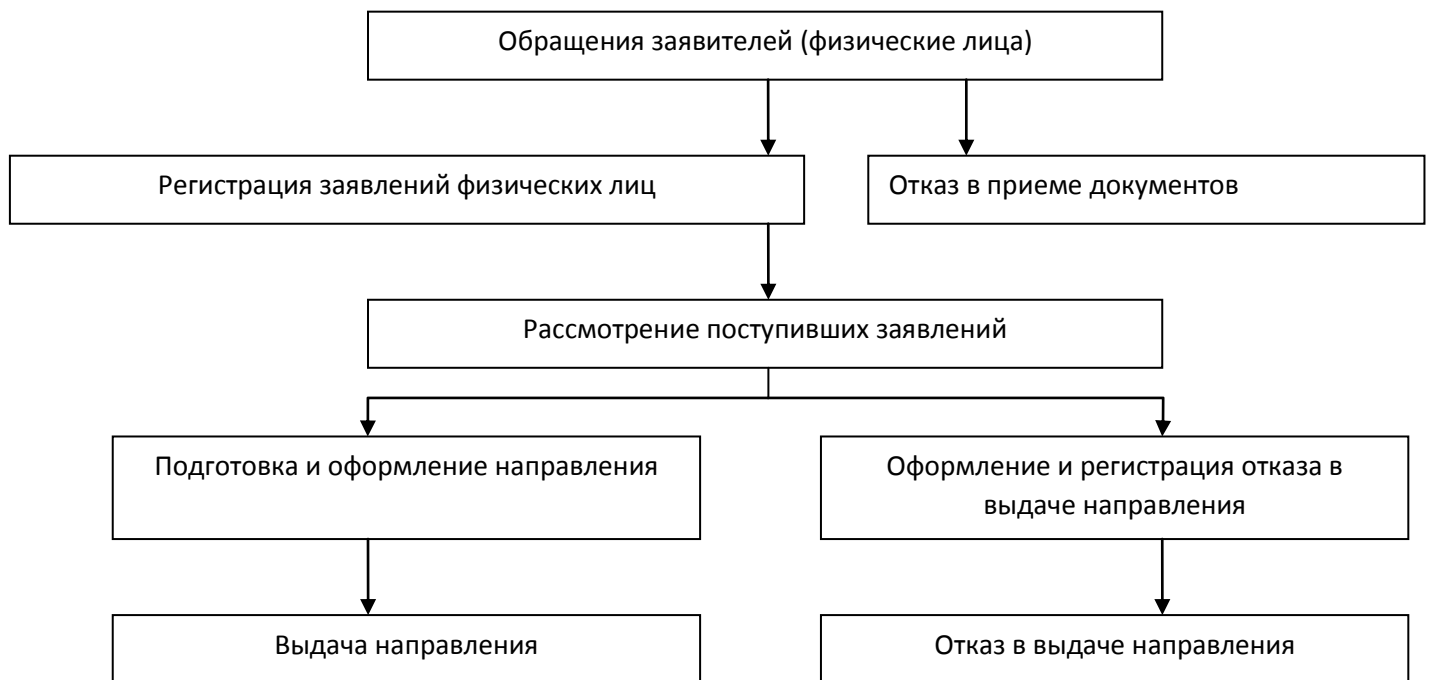 Обращения заявителей (физические лица)
Регистрация заявлений физических лиц
Отказ в приеме документов
Рассмотрение поступивших заявлений
Подготовка и оформление направления
Оформление и регистрация отказа в
выдаче направления
Выдача направления
Отказ в выдаче направления